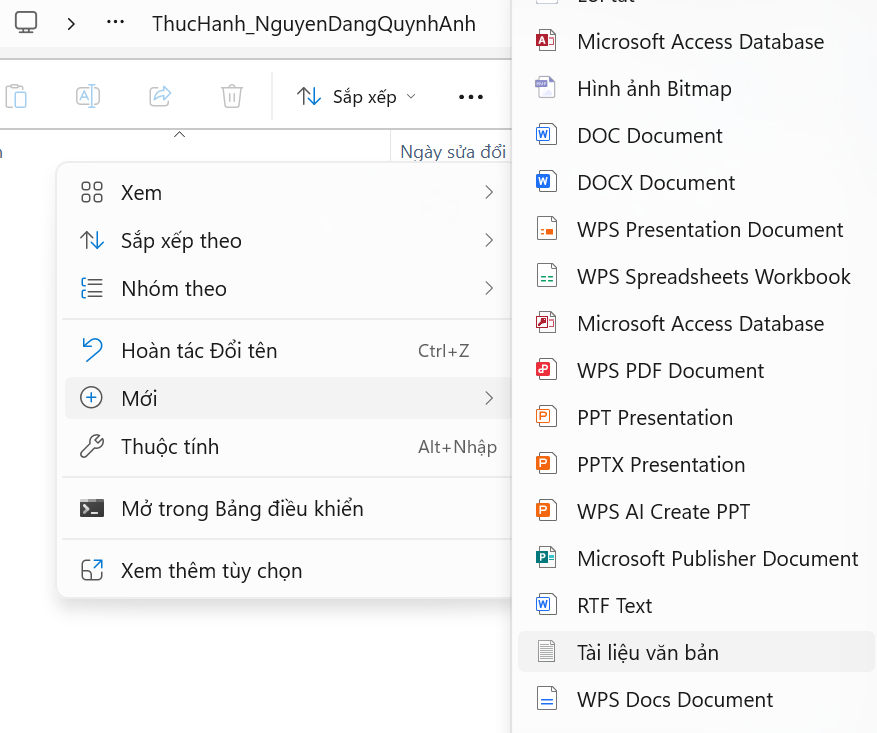 ThucHanh_NguyenDangQuynhAnh
Sắp xếp
Ngày sửa đổi
Xem
Sắp xếp theo
Nhóm theo
Hoàn tác Đổi tên Ctrl+Z
Mới
Thuộc tính Alt+Nhập
Mở trong Bảng điều khiển
Xem thêm tùy chọn
Microsoft Access Database
Hình ảnh Bitmap
DOC Document
DOCX Document
WPS Presentation Document
WPS Spreadsheets Workbook
Microsoft Access Database
WPS PDF Document
PPT Presentation
PPTX Presentation
WPS AI Create PPT
Microsoft Publisher Document
RTF Text
Tài liệu văn bản
WPS Docs Document